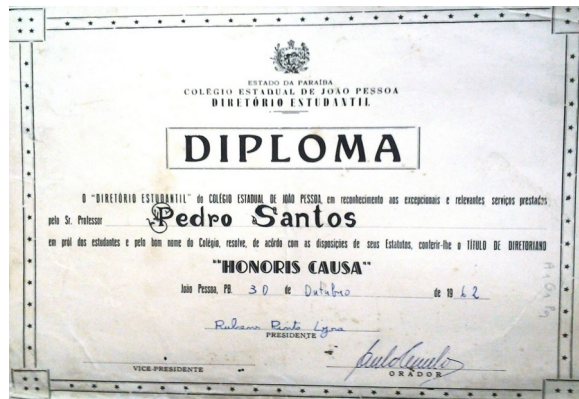 ESTADO DA PARAÍBA
COLÉGIO ESTADUAL DE JOÃO PESSOA
DIRETÓRIO ESTUDANTIL
DIPLOMA
O "DIRETÓRIO ESTUDANTIL" do COLÉGIO ESTADUAL DE JOÃO PESSOA, em reconhecimento aos excepcionais e relevantes serviços prestados
pelo Sr. Professor Pedro Santos
em pról dos estudantes e pelo bom nome do Colégio, resolve, de acôrdo com as disposições de seus Estatutos, conferir-lhe o TÍTULO DE DIRETORIANO
"HONORIS CAUSA"
João Pessoa, PB. 30 de Outubro de 1962
Rubens Pinto Lyra
PRESIDENTE
VICE-PRESIDENTE
ORADOR